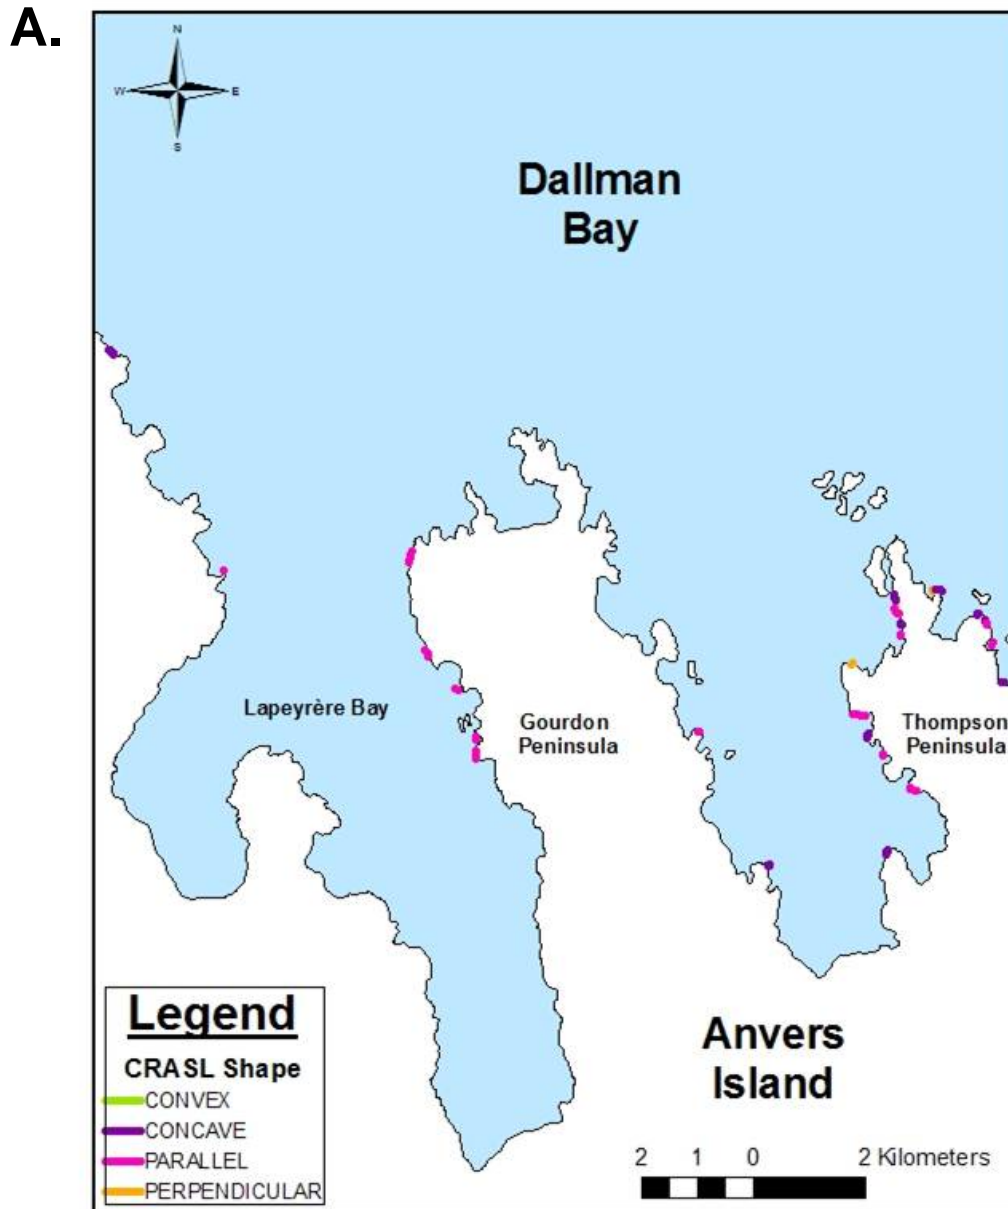 A.
N
W E
S
Dallman
Bay
Lapeyrère Bay
Gourdon
Peninsula
Thompson
Peninsula
Anvers
Island
Legend
CRASL Shape
CONVEX
CONCAVE
PARALLEL
PERPENDICULAR
2 1 0 2 Kilometers